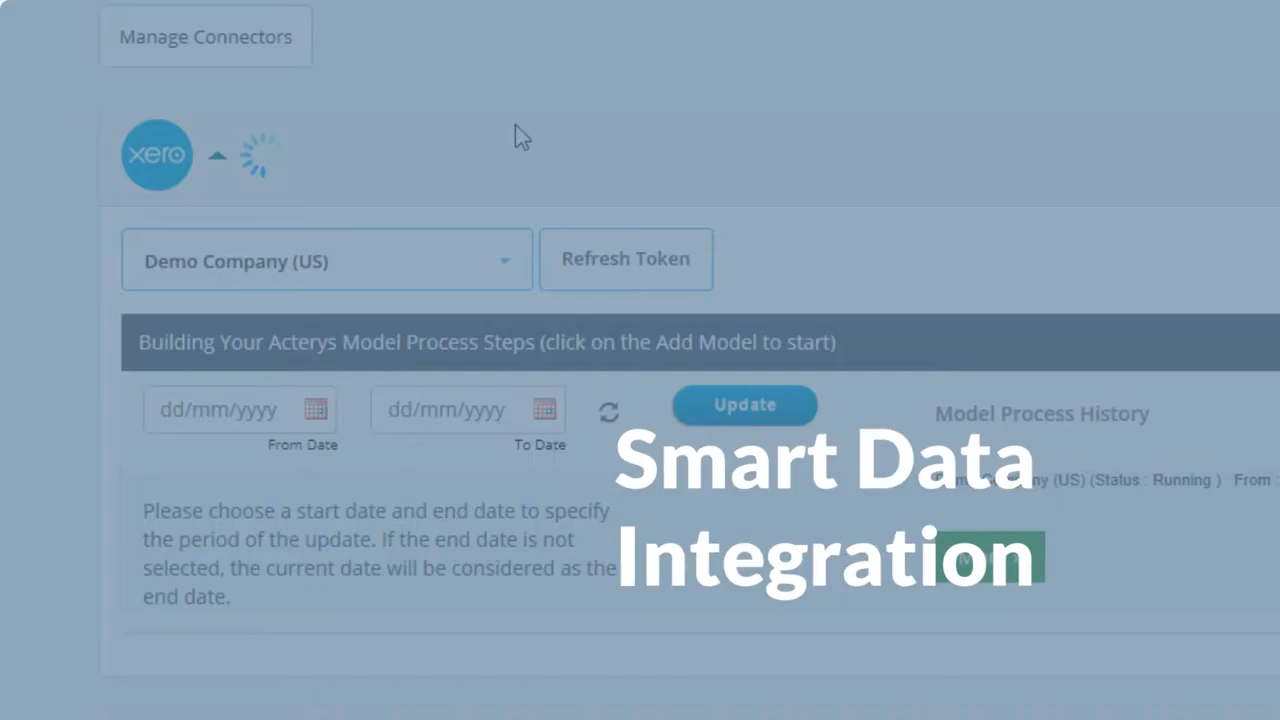 Manage Connectors
xero
Demo Company (US)
Refresh Token
Building Your Acterys Model Process Steps (click on the Add Model to start)
dd/mm/yyyy
dd/mm/yyyy
Update
From Date
To Date
Model Process History
(US) (Status : Running ) From :
Please choose a start date and end date to specify
the period of the update. If the end date is not
selected, the current date will be considered as the
end date.
Smart Data
Integration